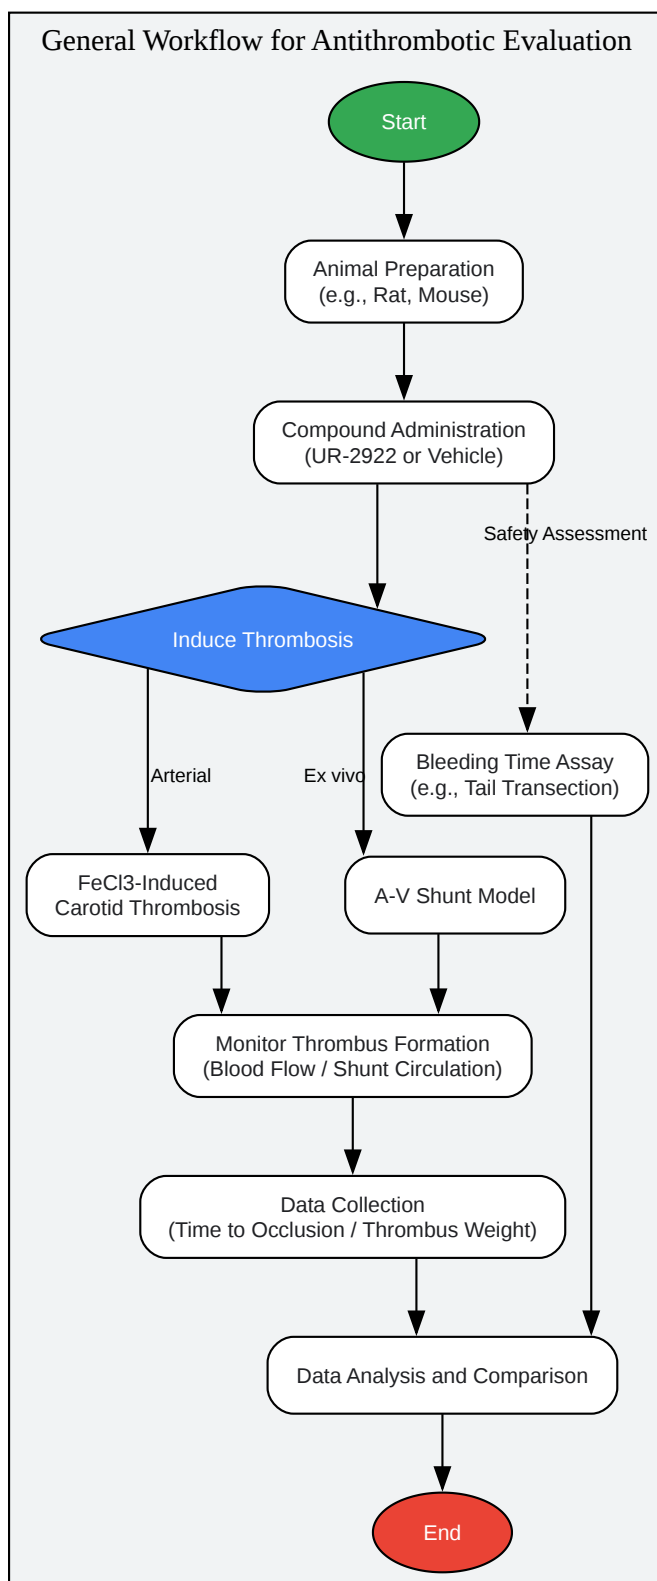 General Workflow for Antithrombotic Evaluation
Start
Animal Preparation
(e.g., Rat, Mouse)
Compound Administration
(UR-2922 or Vehicle)
Safety Assessment
Induce Thrombosis
Bleeding Time Assay
(e.g., Tail Transection)
Arterial
Ex vivo
FeCl3-Induced
Carotid Thrombosis
A-V Shunt Model
Monitor Thrombus Formation
(Blood Flow / Shunt Circulation)
Data Collection
(Time to Occlusion / Thrombus Weight)
Data Analysis and Comparison
End